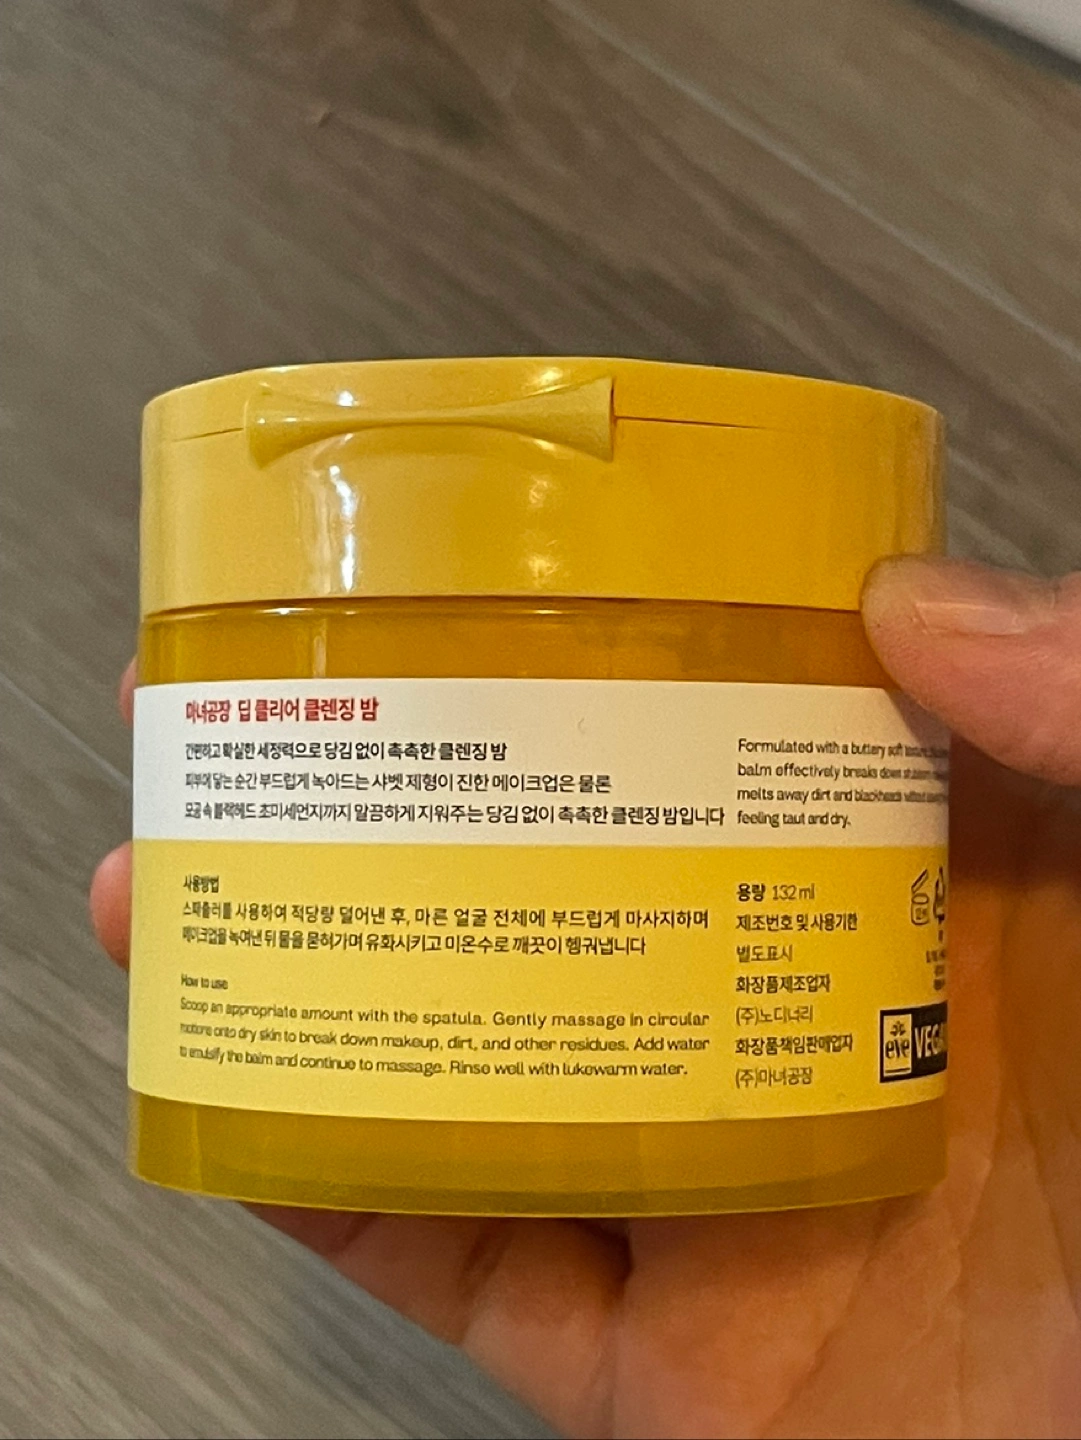 마녀공장 딥 클리어 클렌징 밤
간편하고 확실한 세정력으로 당김 없이 촉촉한 클렌징 밤
피부에 닿는 순간 부드럽게 녹아드는 샤벳 제형이 진한 메이크업은 물론
모공 속 블랙헤드 초미세먼지까지 말끔하게 지워주는 당김 없이 촉촉한 클렌징 밤입니다
Formulated with a buttery soft
balm effectively breaks down
melts away dirt and blackheads without
feeling taut and dry.
사용방법
스패츌러를 사용하여 적당량 덜어낸 후, 마른 얼굴 전체에 부드럽게 마사지하며
메이크업을 녹여낸 뒤 물을 묻혀가며 유화시키고 미온수로 깨끗이 헹궈냅니다
How to use
Scoop an appropriate amount with the spatula. Gently massage in circular
motions onto dry skin to break down makeup, dirt, and other residues. Add water
to emulsify the balm and continue to massage. Rinse well with lukewarm water.
용량 132 ml
제조번호 및 사용기한
별도표시
화장품제조업자
(주)노디너리
화장품책임판매업자
(주)마녀공장
eve